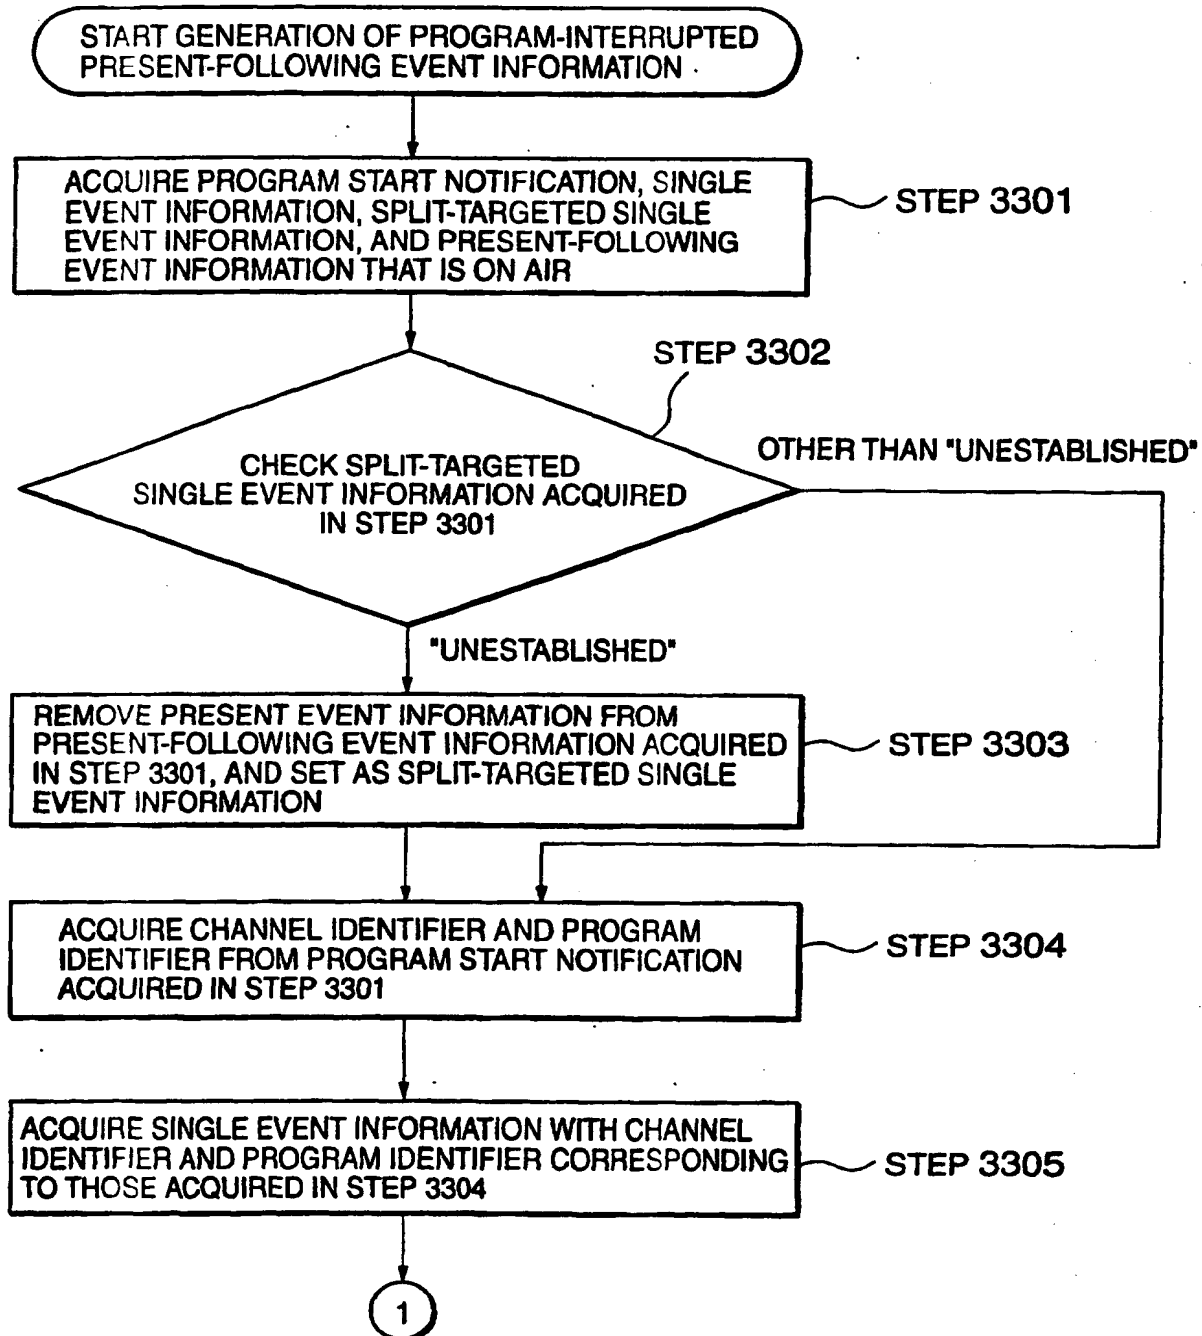 START GENERATION OF PROGRAM-INTERRUPTED
PRESENT-FOLLOWING EVENT INFORMATION
ACQUIRE PROGRAM START NOTIFICATION, SINGLE
EVENT INFORMATION, SPLIT-TARGETED SINGLE
EVENT INFORMATION, AND PRESENT-FOLLOWING
EVENT INFORMATION THAT IS ON AIR
STEP 3301
STEP 3302
CHECK SPLIT-TARGETED
SINGLE EVENT INFORMATION ACQUIRED
IN STEP 3301
OTHER THAN "UNESTABLISHED"
"UNESTABLISHED"
REMOVE PRESENT EVENT INFORMATION FROM
PRESENT-FOLLOWING EVENT INFORMATION ACQUIRED
IN STEP 3301, AND SET AS SPLIT-TARGETED SINGLE
EVENT INFORMATION
STEP 3303
ACQUIRE CHANNEL IDENTIFIER AND PROGRAM
IDENTIFIER FROM PROGRAM START NOTIFICATION
ACQUIRED IN STEP 3301
STEP 3304
ACQUIRE SINGLE EVENT INFORMATION WITH CHANNEL
IDENTIFIER AND PROGRAM IDENTIFIER CORRESPONDING
TO THOSE ACQUIRED IN STEP 3304
STEP 3305
1